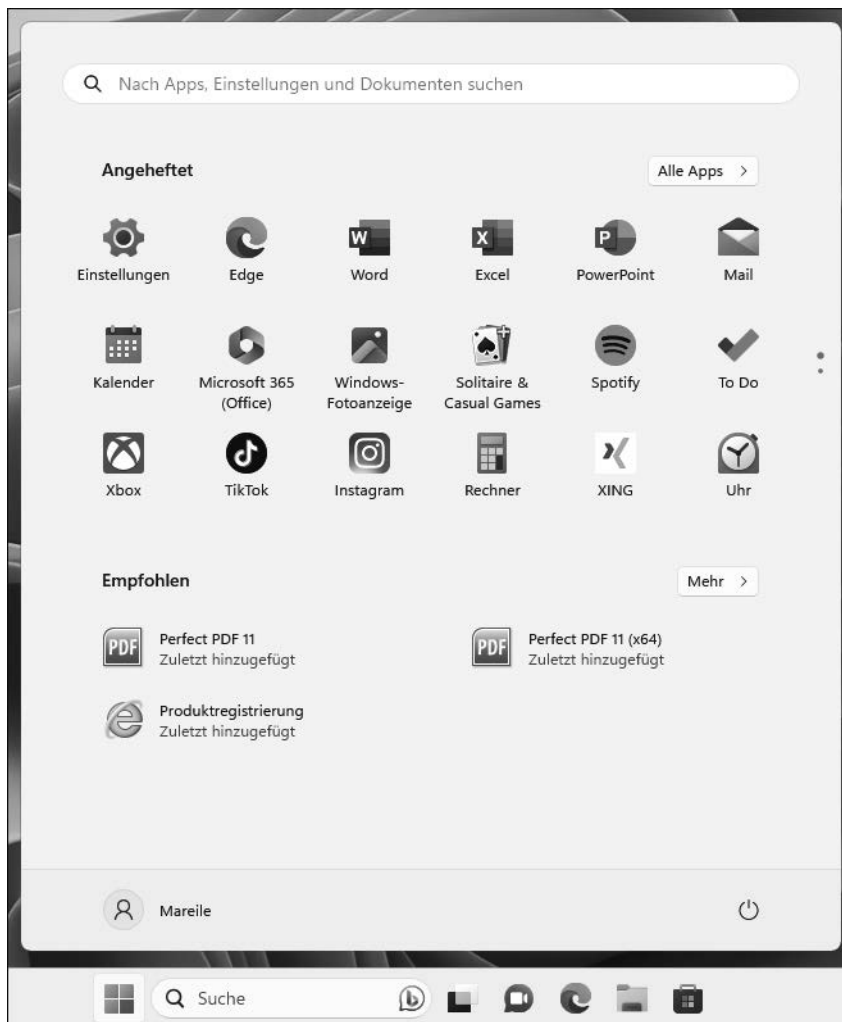 Nach Apps, Einstellungen und Dokumenten suchen
Angeheftet
Alle Apps >
Einstellungen
Edge
W
Word
X
Excel
P
PowerPoint
Mail
Kalender
Microsoft 365
(Office)
Windows-
Fotoanzeige
Solitaire &
Casual Games
Spotify
To Do
Xbox
TikTok
Instagram
Rechner
XING
Uhr
Empfohlen
Mehr >
PDF
Perfect PDF 11
Zuletzt hinzugefügt
PDF
Perfect PDF 11 (x64)
Zuletzt hinzugefügt
Produktregistrierung
Zuletzt hinzugefügt
Mareile
Suche